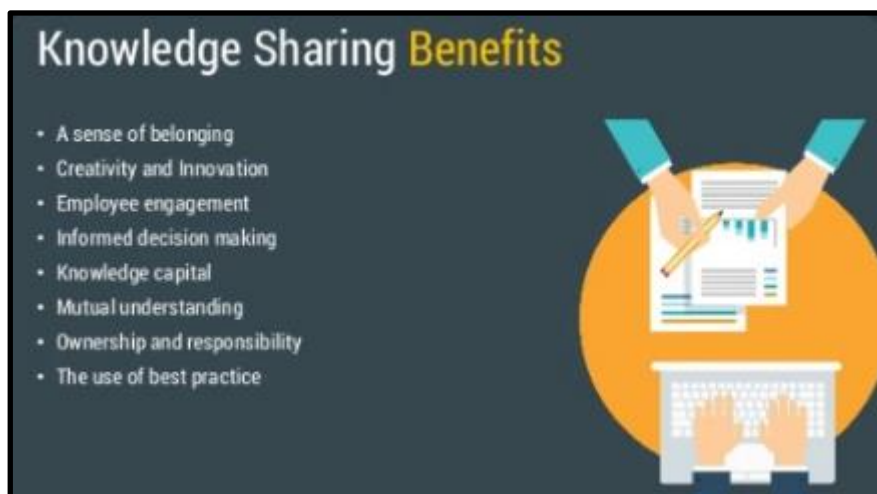 Knowledge Sharing Benefits
• A sense of belonging
• Creativity and Innovation
• Employee engagement
• Informed decision making
• Knowledge capital
• Mutual understanding
• Ownership and responsibility
• The use of best practice